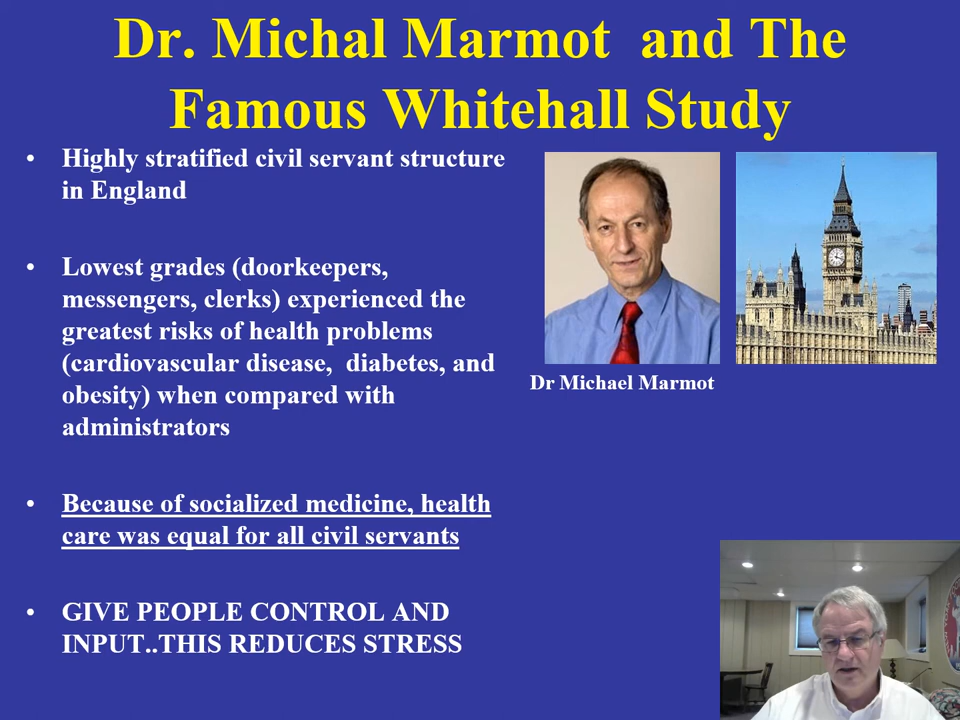 Dr. Michal Marmot and The
Famous Whitehall Study
• Highly stratified civil servant structure
in England
• Lowest grades (doorkeepers,
messengers, clerks) experienced the
greatest risks of health problems
(cardiovascular disease, diabetes, and
obesity) when compared with
administrators
• Because of socialized medicine, health
care was equal for all civil servants
• GIVE PEOPLE CONTROL AND
INPUT..THIS REDUCES STRESS
Dr Michael Marmot